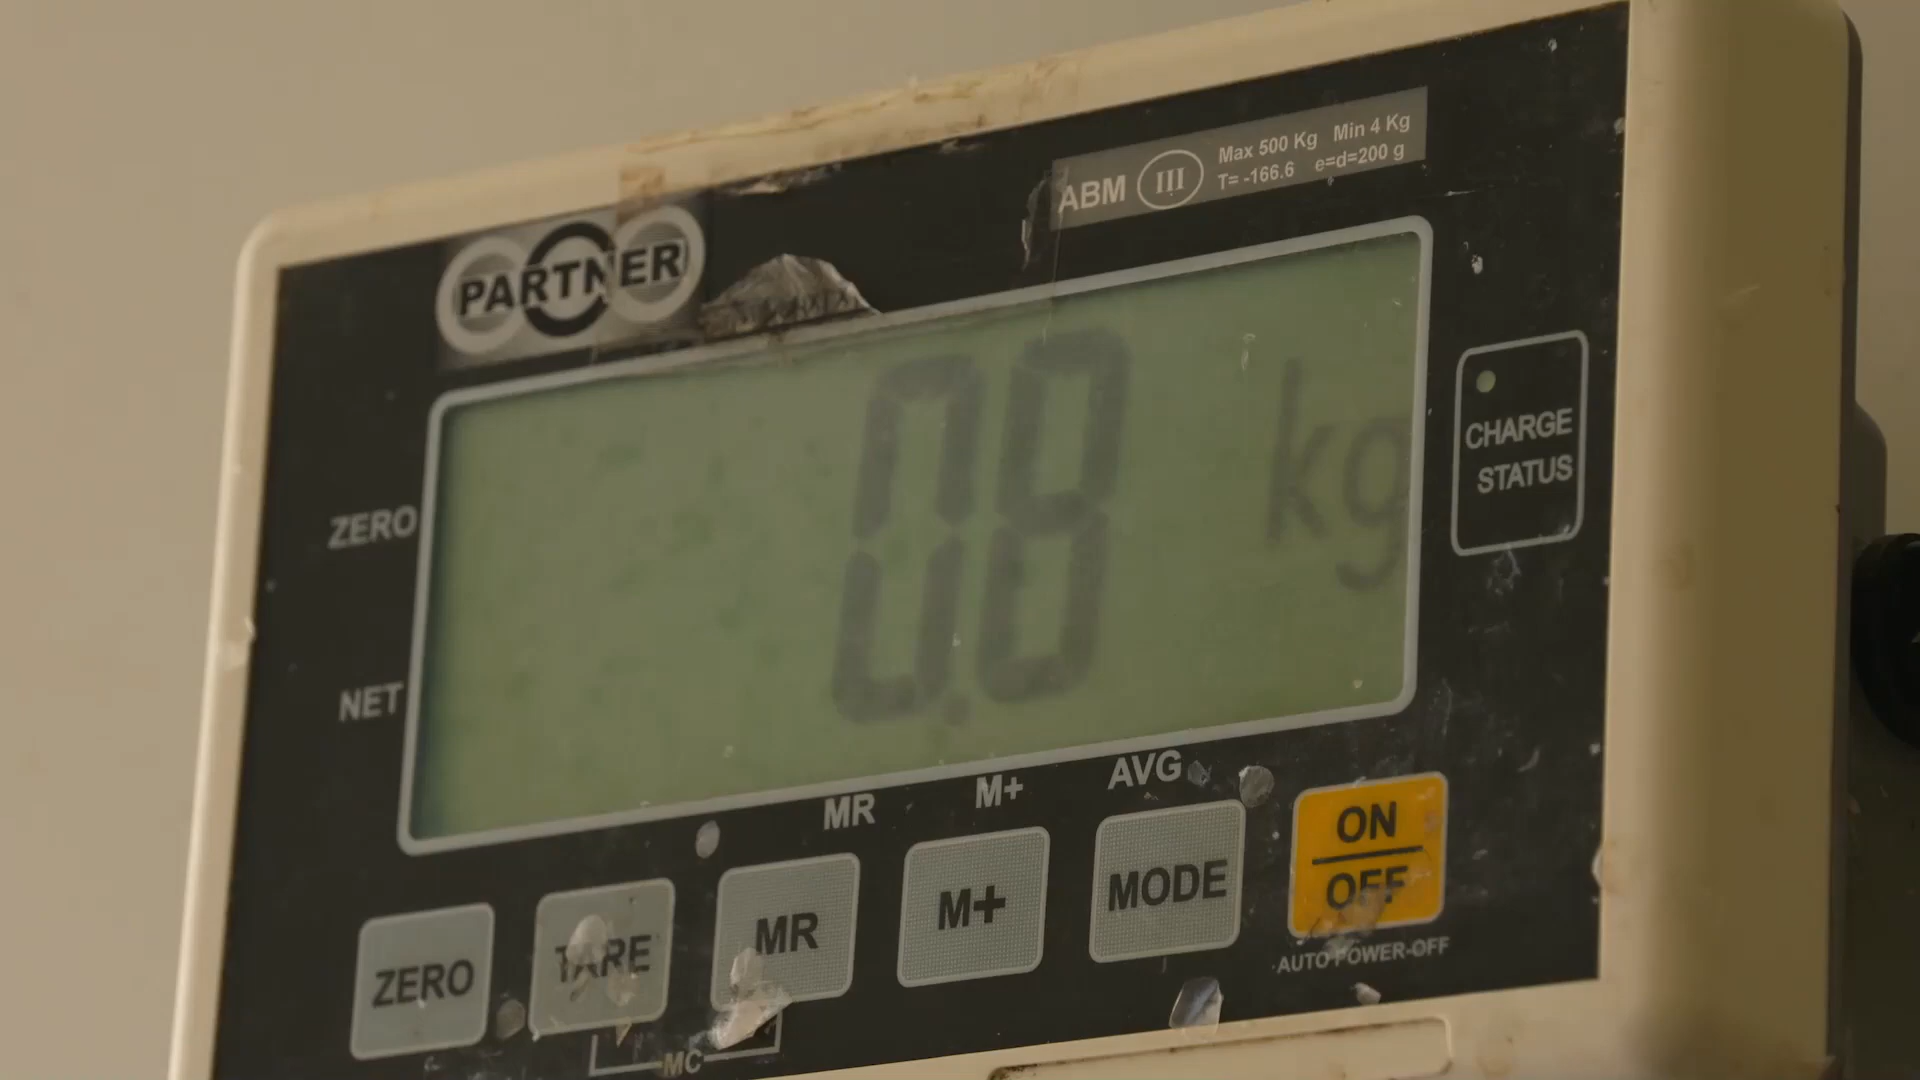 PARTNER
ABM III Max 500 Kg Min 4 Kg
T= -166.6 e=d=200 g
0.8 kg
CHARGE
STATUS
ZERO
NET
MR M+ AVG
ZERO TARE MR M+ MODE ON
OFF
AUTO POWER-OFF
MC